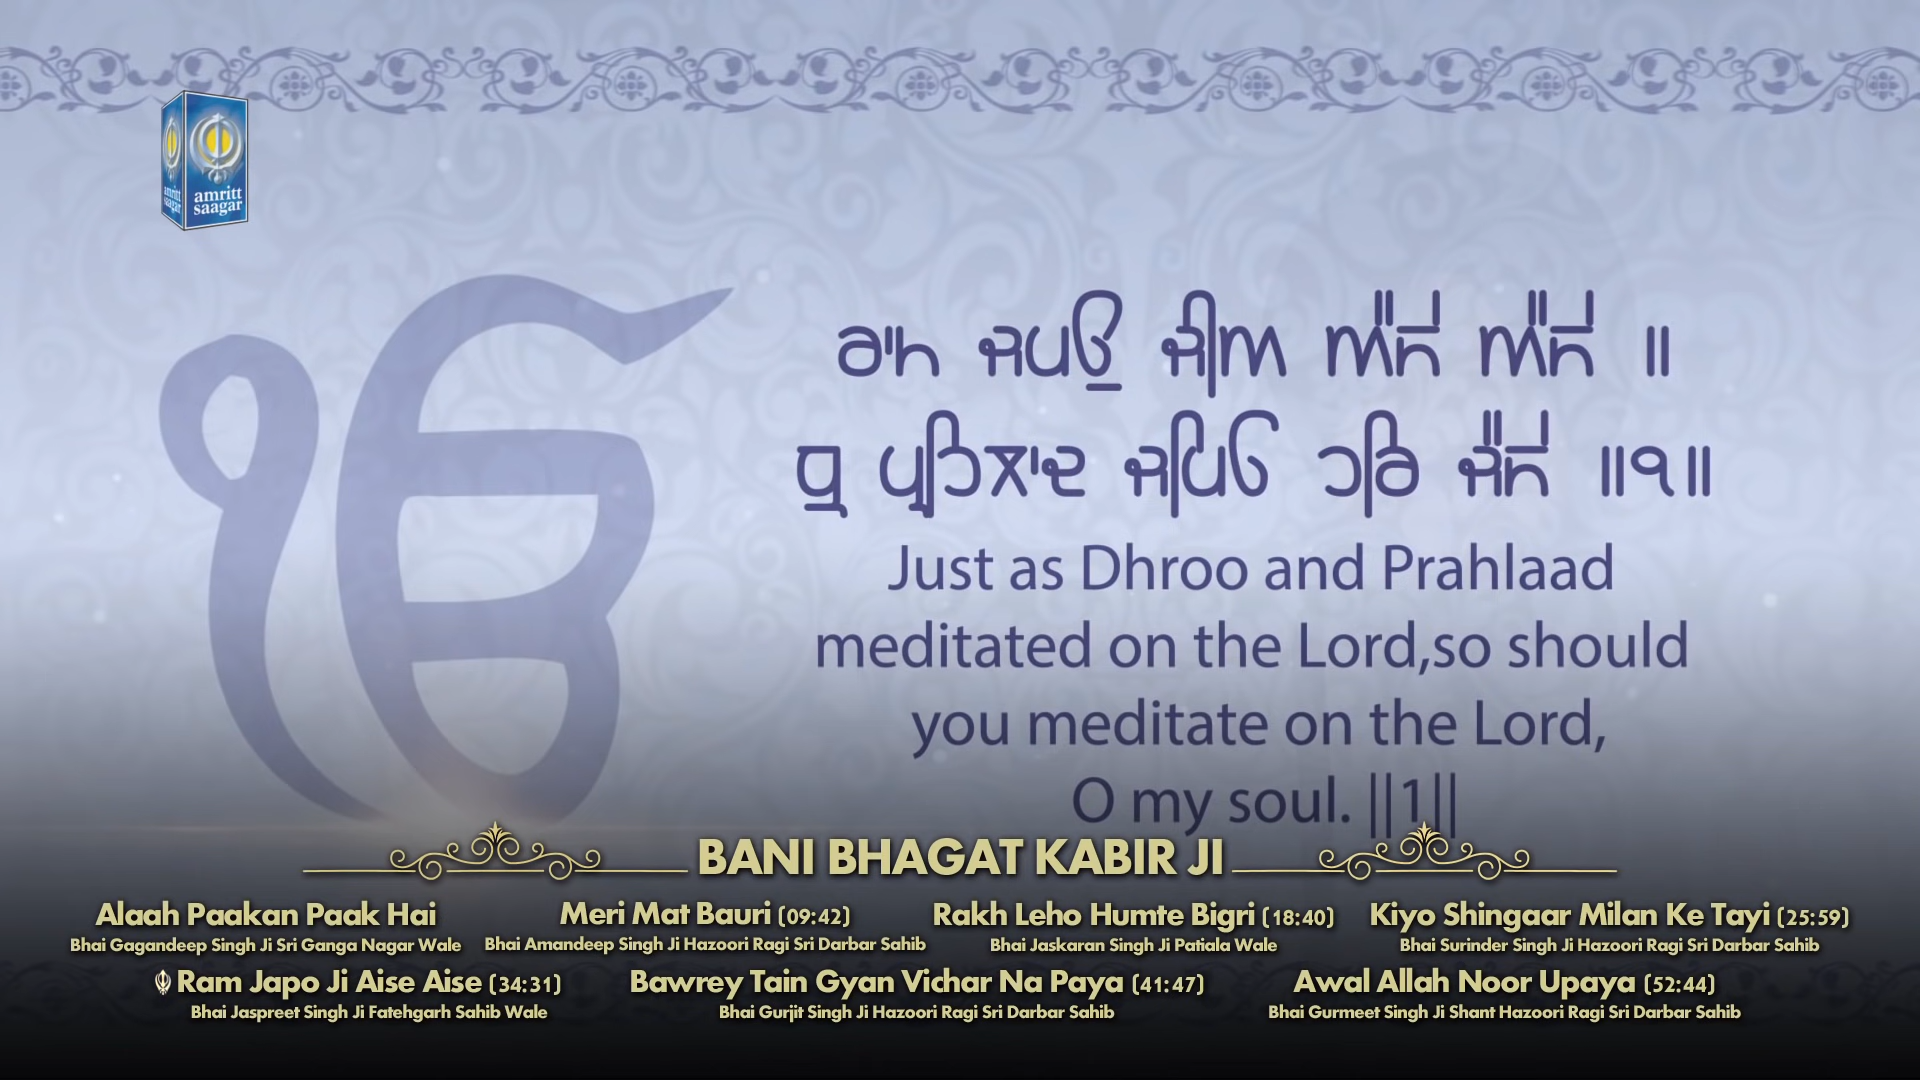 amritt
saagar
amritt
saagar
ਰਾਮ ਜਪਉ ਜੀਅ ਐਸੇ ਐਸੇ ॥
ਧ੍ਰੂ ਪ੍ਰਹਿਲਾਦ ਜਪਿਓ ਹਰਿ ਜੈਸੇ ॥੧॥
Just as Dhroo and Prahlaad
meditated on the Lord,so should
you meditate on the Lord,
O my soul. ||1||
BANI BHAGAT KABIR JI
Alaah Paakan Paak Hai
Bhai Gagandeep Singh Ji Sri Ganga Nagar Wale
Meri Mat Bauri (09:42)
Bhai Amandeep Singh Ji Hazoori Ragi Sri Darbar Sahib
Rakh Leho Humte Bigri (18:40)
Bhai Jaskaran Singh Ji Patiala Wale
Kiyo Shingaar Milan Ke Tayi (25:59)
Bhai Surinder Singh Ji Hazoori Ragi Sri Darbar Sahib
Ram Japo Ji Aise Aise (34:31)
Bhai Jaspreet Singh Ji Fatehgarh Sahib Wale
Bawrey Tain Gyan Vichar Na Paya (41:47)
Bhai Gurjit Singh Ji Hazoori Ragi Sri Darbar Sahib
Awal Allah Noor Upaya (52:44)
Bhai Gurmeet Singh Ji Shant Hazoori Ragi Sri Darbar Sahib